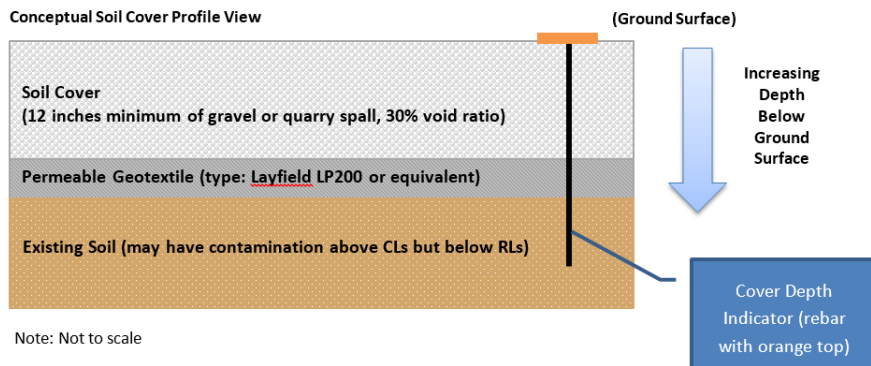 Conceptual Soil Cover Profile View
(Ground Surface)
Soil Cover
(12 inches minimum of gravel or quarry spall, 30% void ratio)
Increasing
Depth
Below
Ground
Surface
Permeable Geotextile (type: Layfield LP200 or equivalent)
Existing Soil (may have contamination above CLs but below RLs)
Cover Depth
Indicator (rebar
with orange top)
Note: Not to scale